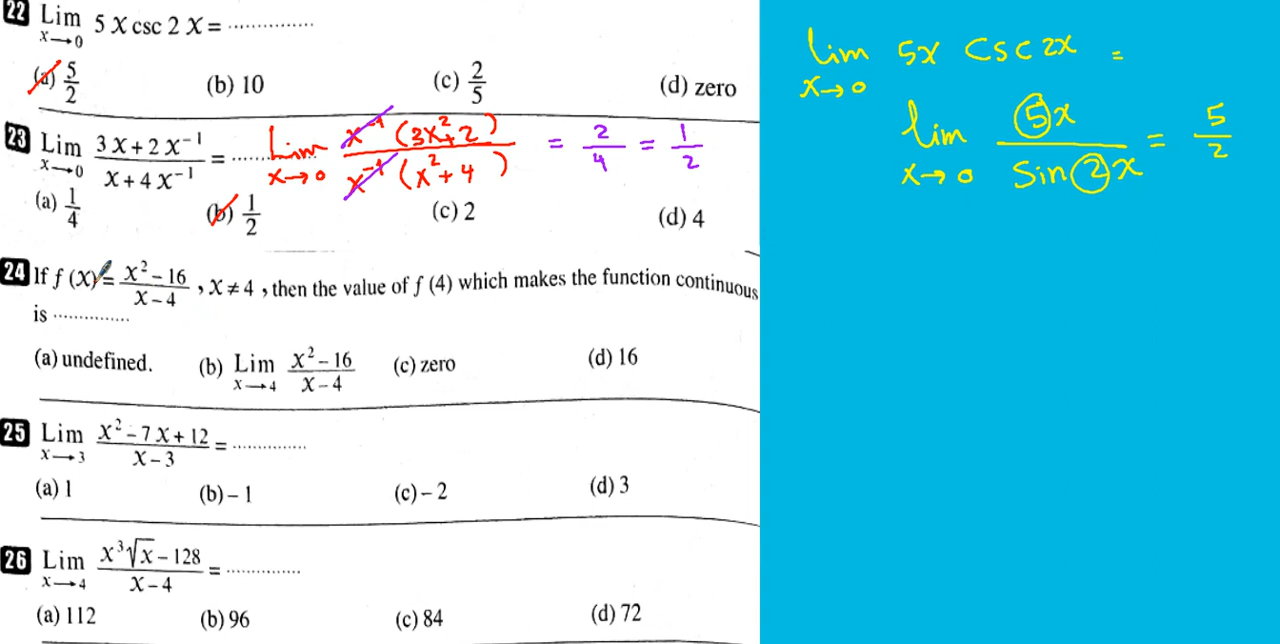 22 Lim x→0 5 X csc 2 X = ...............
(a) 5/2 (b) 10 (c) 2/5 (d) zero
23 Lim x→0 (3 X + 2 X⁻¹)/(X + 4 X⁻¹) = ...... Lim x→0 (x⁻¹ (3x² + 2))/(x⁻¹ (x² + 4)) = 2/4 = 1/2
(a) 1/4 (b) 1/2 (c) 2 (d) 4
24 If f (X) = (X² – 16)/(X – 4) , X ≠ 4 , then the value of f (4) which makes the function continuous
is ..............
(a) undefined. (b) Lim X→4 (X² – 16)/(X – 4) (c) zero (d) 16
25 Lim X→3 (X² – 7 X + 12)/(X – 3) = ..............
(a) 1 (b) – 1 (c) – 2 (d) 3
26 Lim X→4 (X³√x – 128)/(X – 4) = ..............
(a) 112 (b) 96 (c) 84 (d) 72
lim x→0 5x csc 2x =
lim x→0 5x/(sin 2x) = 5/2